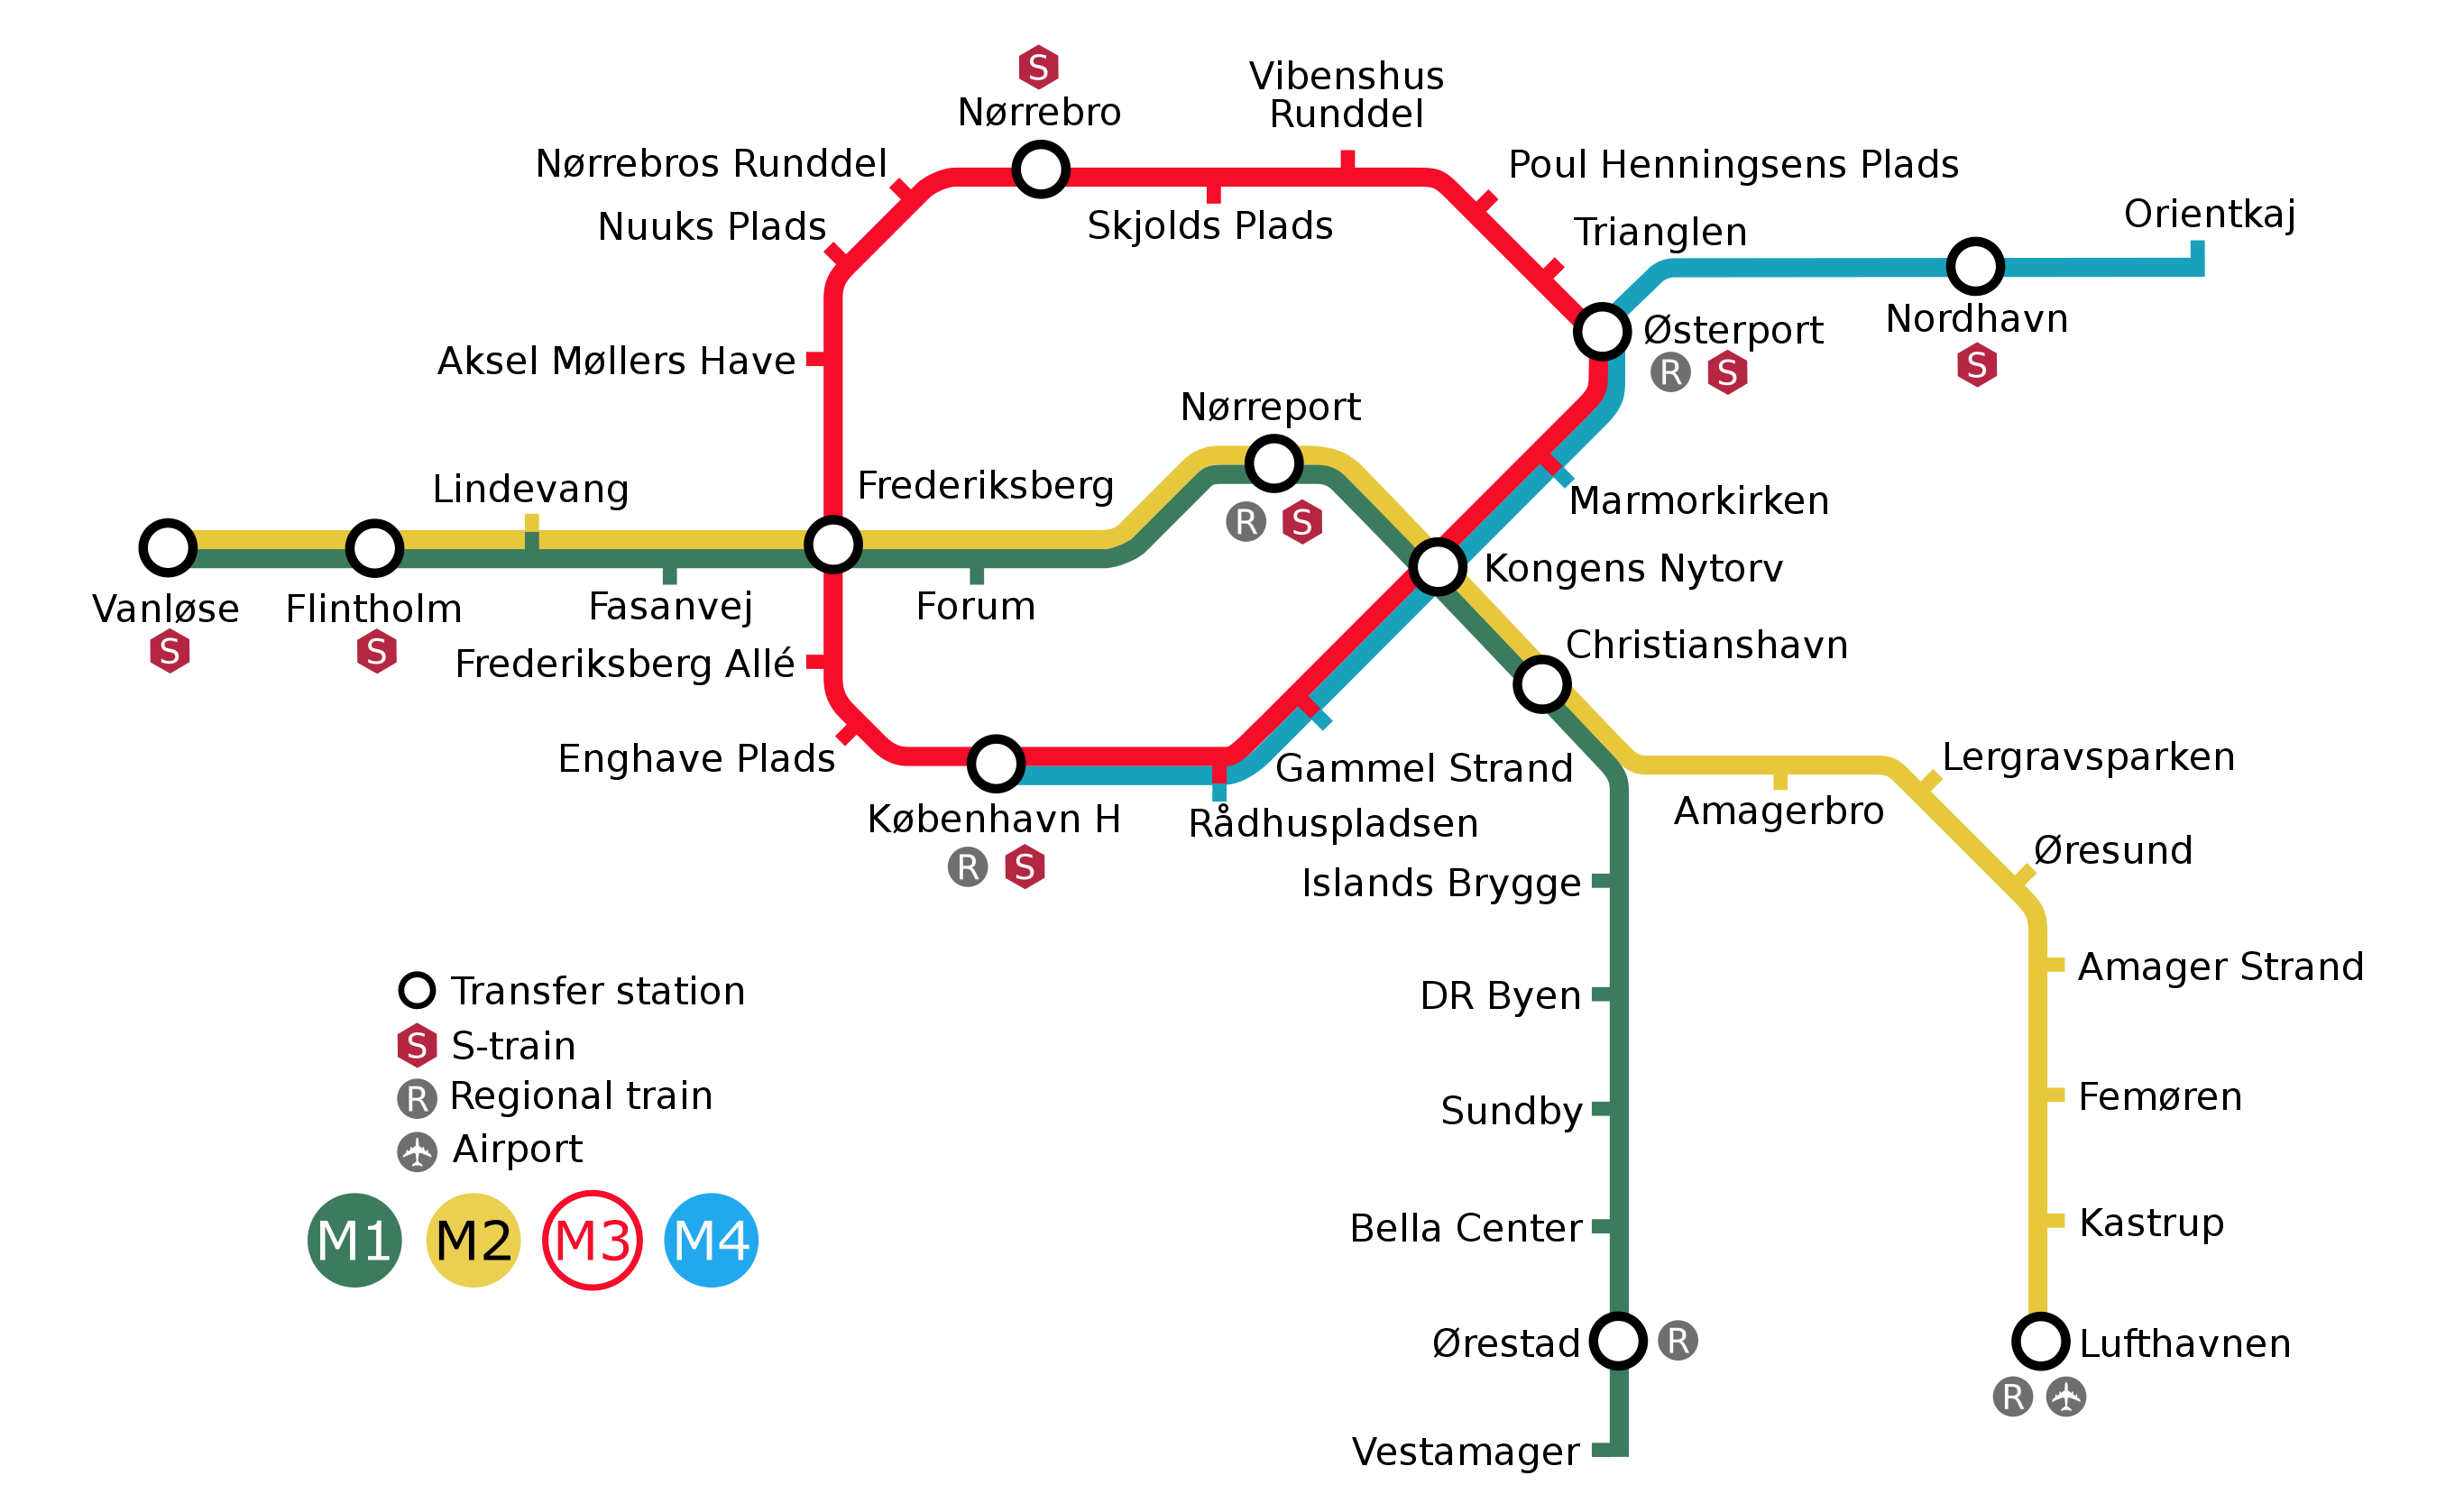 S
Nørrebro
Vibenshus
Runddel
Nørrebros Runddel
Poul Henningsens Plads
Nuuks Plads
Skjolds Plads
Trianglen
Orientkaj
Aksel Møllers Have
Østerport
R S
Nordhavn
S
Nørreport
R S
Lindevang
Frederiksberg
Marmorkirken
Kongens Nytorv
Vanløse
S
Flintholm
S
Fasanvej
Forum
Christianshavn
Frederiksberg Allé
Enghave Plads
København H
R S
Gammel Strand
Rådhuspladsen
Amagerbro
Lergravsparken
Øresund
Islands Brygge
Amager Strand
DR Byen
Femøren
Sundby
Kastrup
Bella Center
Ørestad R
Lufthavnen
R
Vestamager
Transfer station
S S-train
R Regional train
Airport
M1 M2 M3 M4